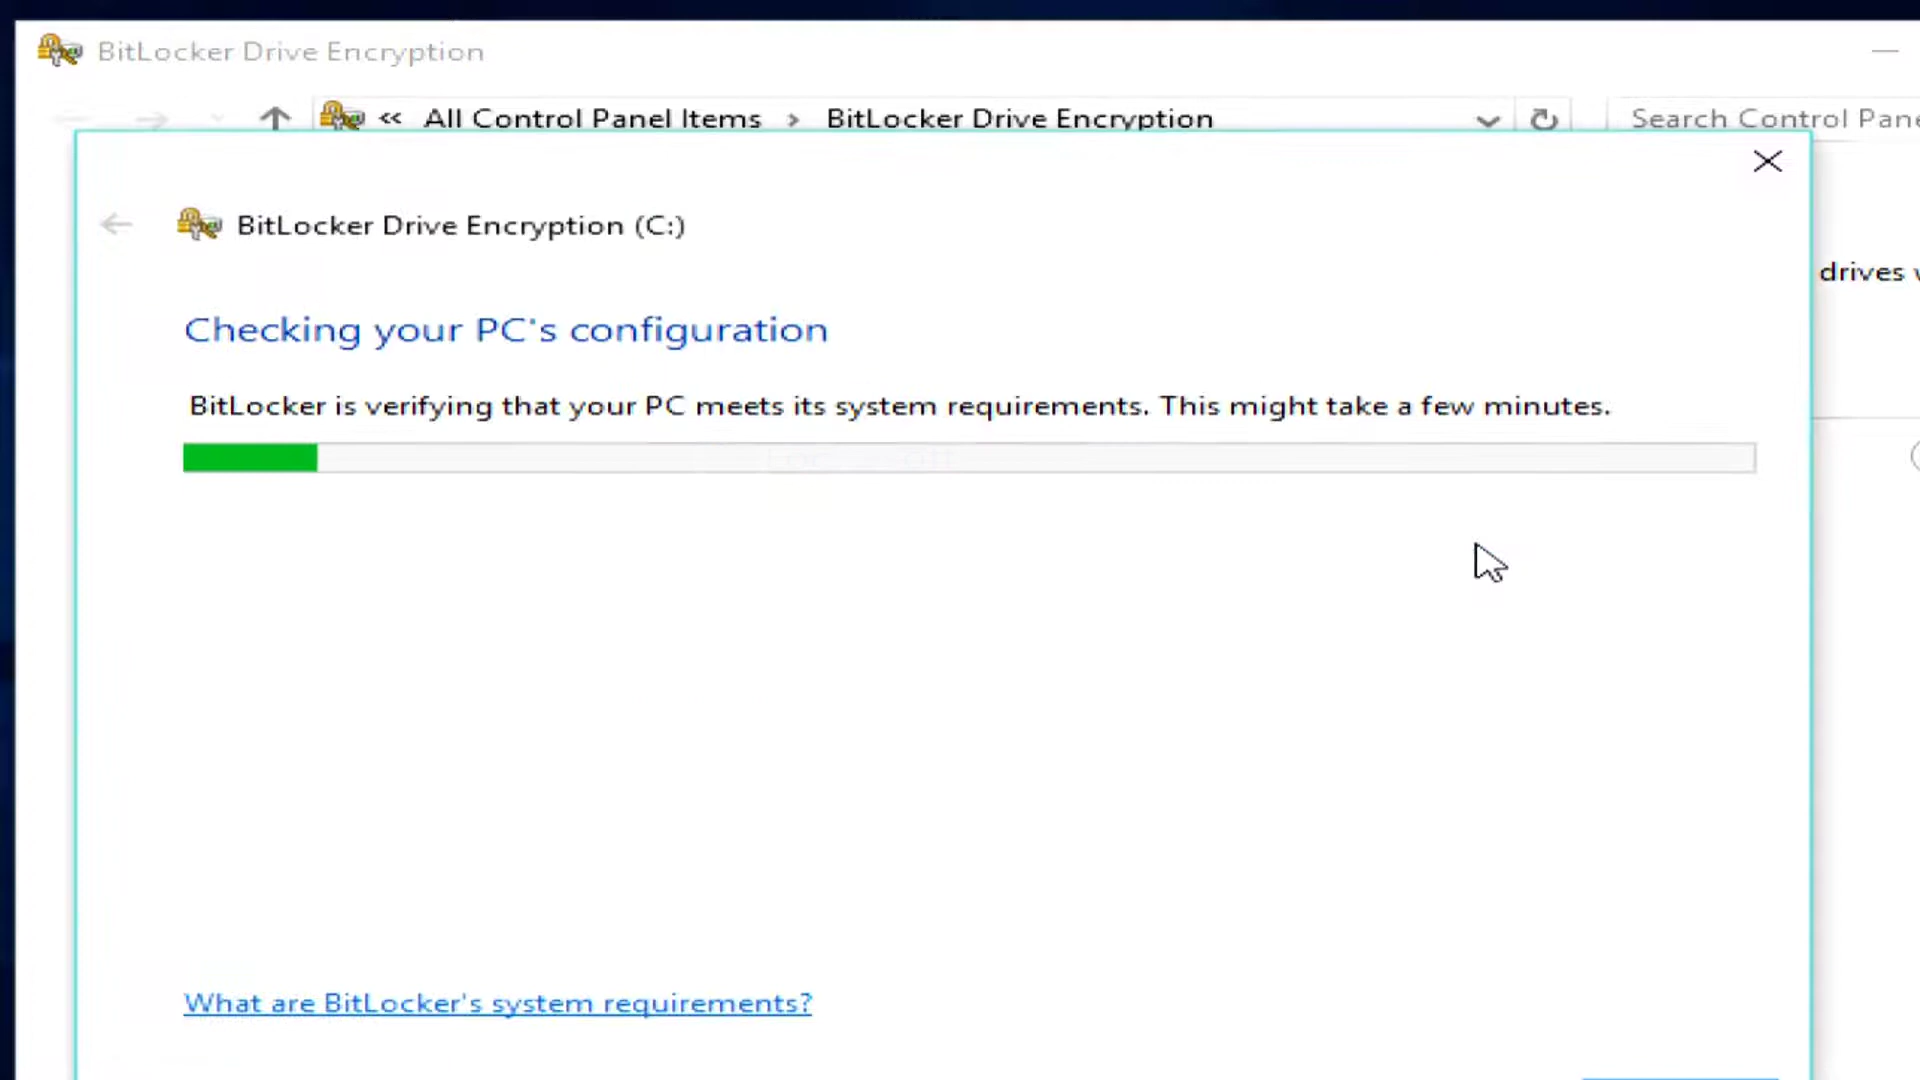 BitLocker Drive Encryption
« All Control Panel Items > BitLocker Drive Encryption
Search Control
BitLocker Drive Encryption (C:)
drives
Checking your PC's configuration
BitLocker is verifying that your PC meets its system requirements. This might take a few minutes.
What are BitLocker's system requirements?